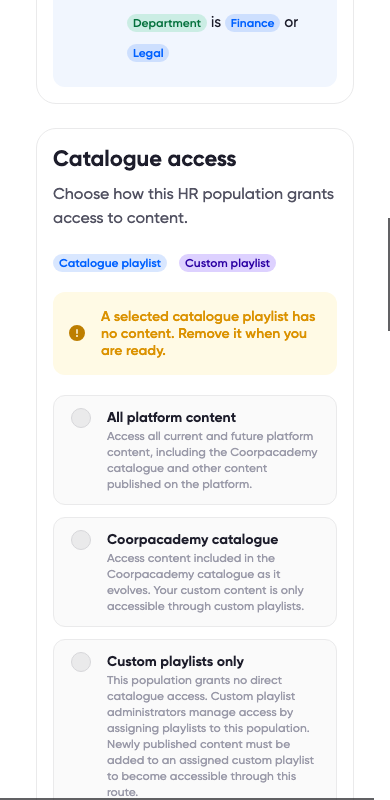 Department is Finance or
Legal
Catalogue access
Choose how this HR population grants
access to content.
Catalogue playlist Custom playlist
A selected catalogue playlist has
no content. Remove it when you
are ready.
All platform content
Access all current and future platform
content, including the Coorpacademy
catalogue and other content
published on the platform.
Coorpacademy catalogue
Access content included in the
Coorpacademy catalogue as it
evolves. Your custom content is only
accessible through custom playlists.
Custom playlists only
This population grants no direct
catalogue access. Custom playlist
administrators manage access by
assigning playlists to this population.
Newly published content must be
added to an assigned custom playlist
to become accessible through this
route.